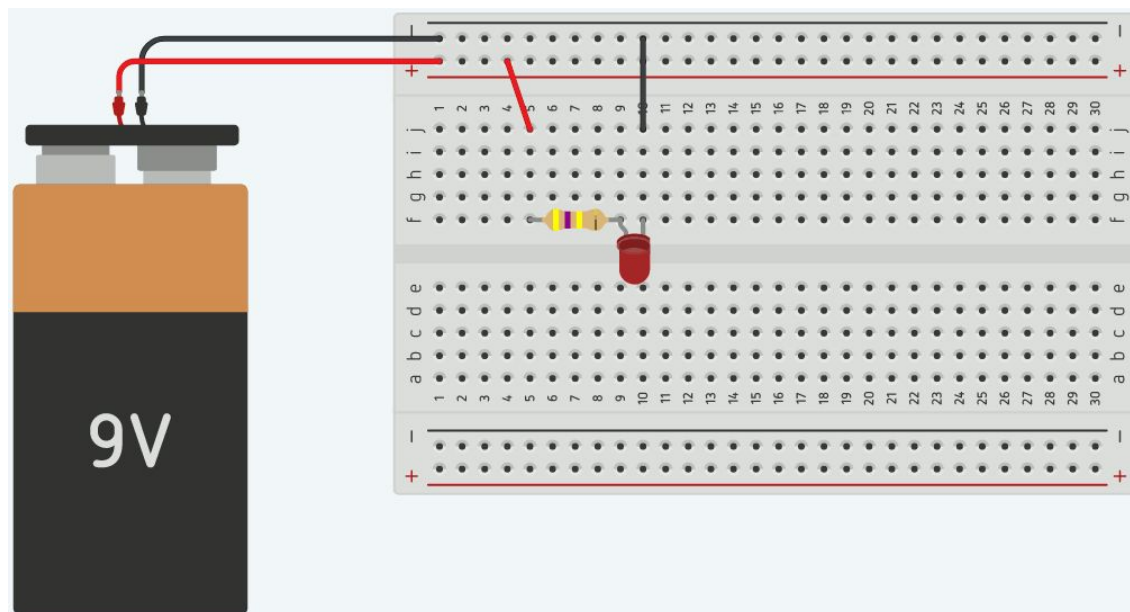 − −
+ +
1 2 3 4 5 6 7 8 9 10 11 12 13 14 15 16 17 18 19 20 21 22 23 24 25 26 27 28 29 30
j j
i i
h h
g g
f f
e e
d d
c c
b b
a a
1 2 3 4 5 6 7 8 9 10 11 12 13 14 15 16 17 18 19 20 21 22 23 24 25 26 27 28 29 30
9V
− −
+ +